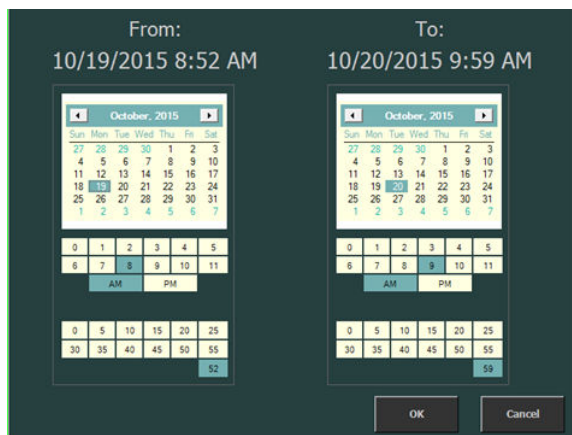 From:
10/19/2015 8:52 AM
October, 2015
Sun Mon Tue Wed Thu Fri Sat
27 28 29 30 1 2 3
4 5 6 7 8 9 10
11 12 13 14 15 16 17
18 19 20 21 22 23 24
25 26 27 28 29 30 31
1 2 3 4 5 6 7
0 1 2 3 4 5
6 7 8 9 10 11
AM PM
0 5 10 15 20 25
30 35 40 45 50 55
52
To:
10/20/2015 9:59 AM
October, 2015
Sun Mon Tue Wed Thu Fri Sat
27 28 29 30 1 2 3
4 5 6 7 8 9 10
11 12 13 14 15 16 17
18 19 20 21 22 23 24
25 26 27 28 29 30 31
1 2 3 4 5 6 7
0 1 2 3 4 5
6 7 8 9 10 11
AM PM
0 5 10 15 20 25
30 35 40 45 50 55
59
OK Cancel